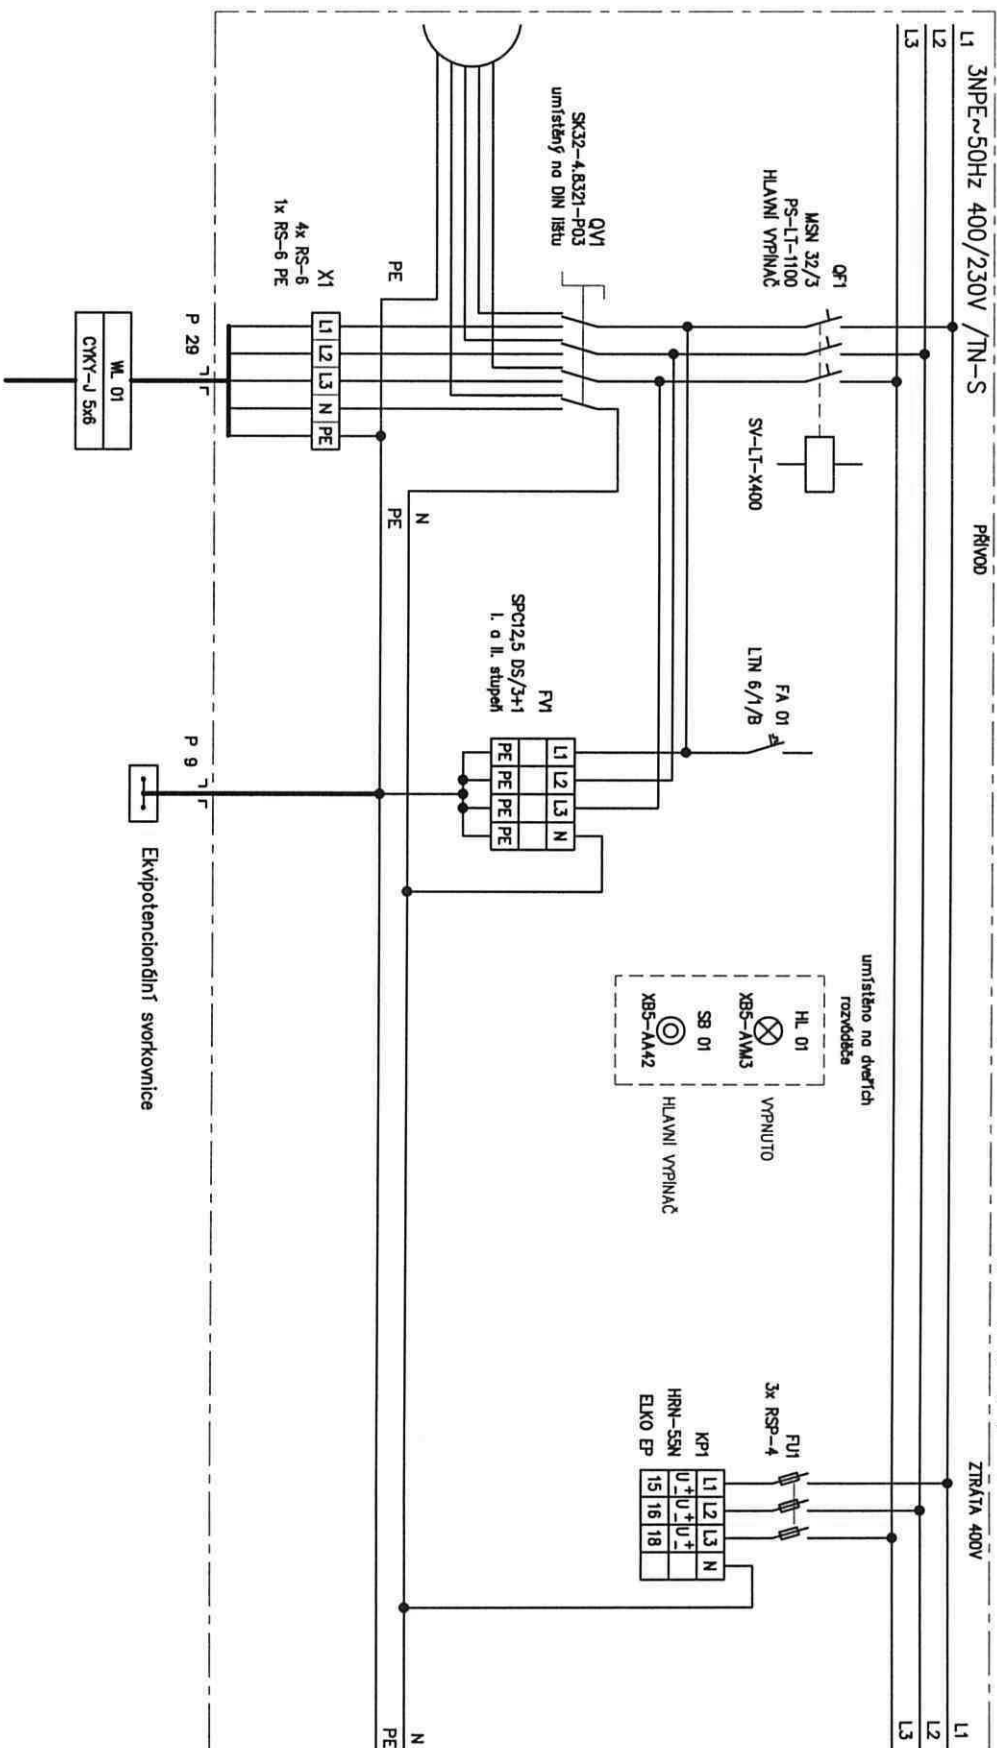 L1
L2
L3
3NPE~50Hz 400/230V /TN-S
PŘÍVOD
ZTRÁTA 400V
L1
L2
L3
QF1
MSN 32/3
PS-LT-1100
HLAVNÍ VYPÍNAČ
SV-LT-X400
FA 01
LTN 6/1/B
umístěno na dveřích
rozváděče
HL 01
XB5-AVM3
VYPNUTO
SB 01
XB5-AA42
HLAVNÍ VYPÍNAČ
FU1
3x RSP-4
KP1
HRN-55N
ELKO EP
L1 L2 L3 N
U± U± U±
15 16 18
QV1
SK32-4.8321-P03
umístěný na DIN lištu
FV1
SPC12,5 DS/3+1
I. a II. stupeň
L1 L2 L3 N
PE PE PE PE
N
PE
N
PE
PE
X1
4x RS-6
1x RS-6 PE
L1 L2 L3 N PE
P 29
WL 01
CYKY-J 5x6
P 9
Ekvipotencionální svorkovnice